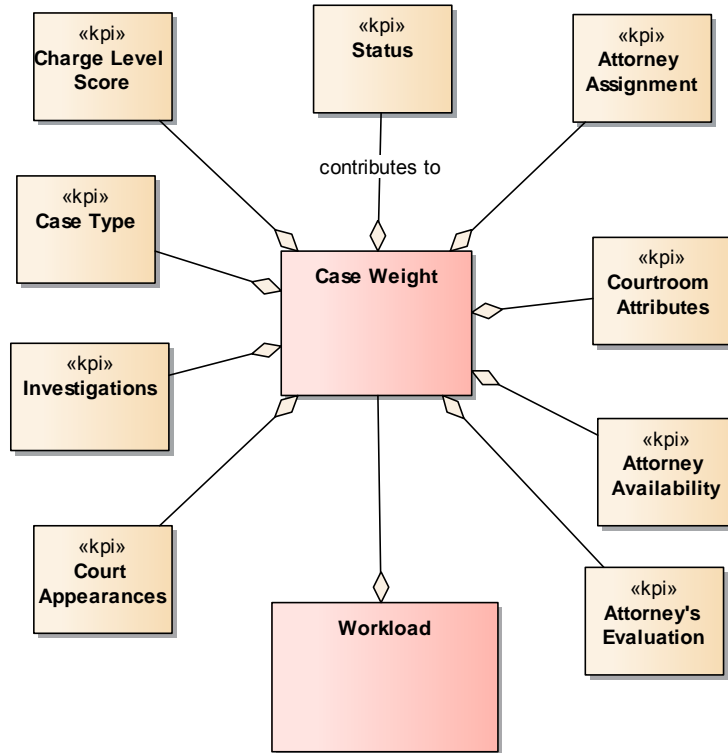 «kpi»
Charge Level
Score
«kpi»
Status
«kpi»
Attorney
Assignment
contributes to
«kpi»
Case Type
Case Weight
«kpi»
Courtroom
Attributes
«kpi»
Investigations
«kpi»
Attorney
Availability
«kpi»
Court
Appearances
«kpi»
Attorney's
Evaluation
Workload